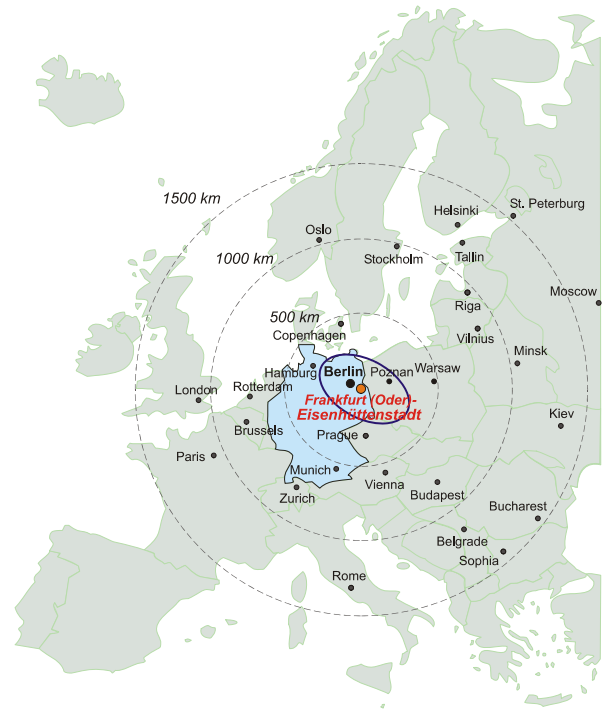 1500 km
Helsinki
St. Peterburg
Oslo
1000 km
Stockholm
Tallin
Moscow
Riga
500 km
Copenhagen
Vilnius
Minsk
Hamburg
Berlin
Poznan
Warsaw
London
Rotterdam
Frankfurt (Oder)-
Eisenhüttenstadt
Kiev
Brussels
Prague
Paris
Munich
Vienna
Zurich
Budapest
Bucharest
Belgrade
Sophia
Rome